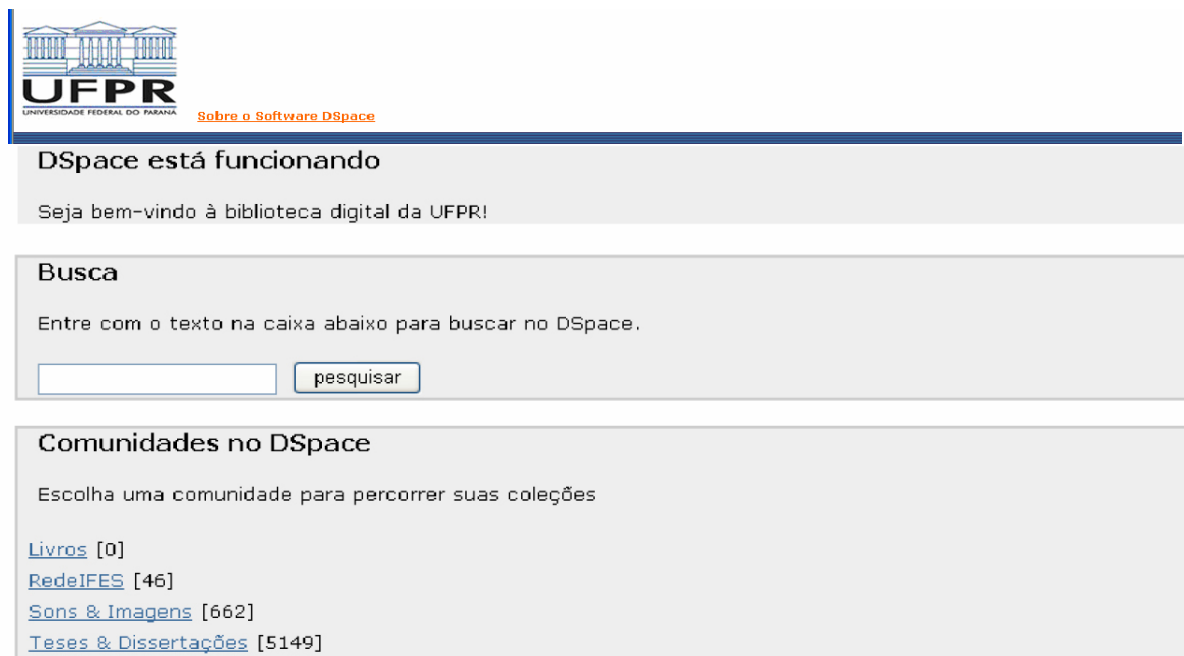 UFPR
UNIVERSIDADE FEDERAL DO PARANÁ
Sobre o Software DSpace
DSpace está funcionando
Seja bem-vindo à biblioteca digital da UFPR!
Busca
Entre com o texto na caixa abaixo para buscar no DSpace.
pesquisar
Comunidades no DSpace
Escolha uma comunidade para percorrer suas coleções
Livros [0]
RedeIFES [46]
Sons & Imagens [662]
Teses & Dissertações [5149]